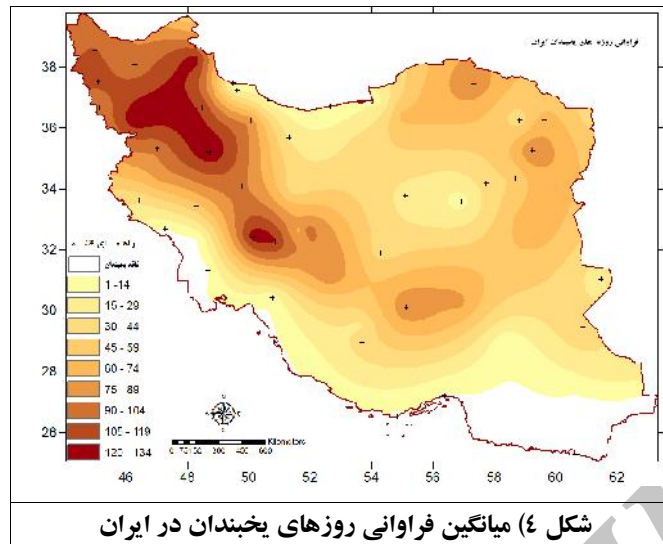 فراوانی روزهای یخبندان ایران
38
36
34
32
30
28
26
فاقد یخبندان
1 - 14
15 - 29
30 - 44
45 - 59
60 - 74
75 - 89
90 - 104
105 - 119
120 - 134
Kilometers
46 48 50 52 54 56 58 60 62
شکل ٤) میانگین فراوانی روزهای یخبندان در ایران